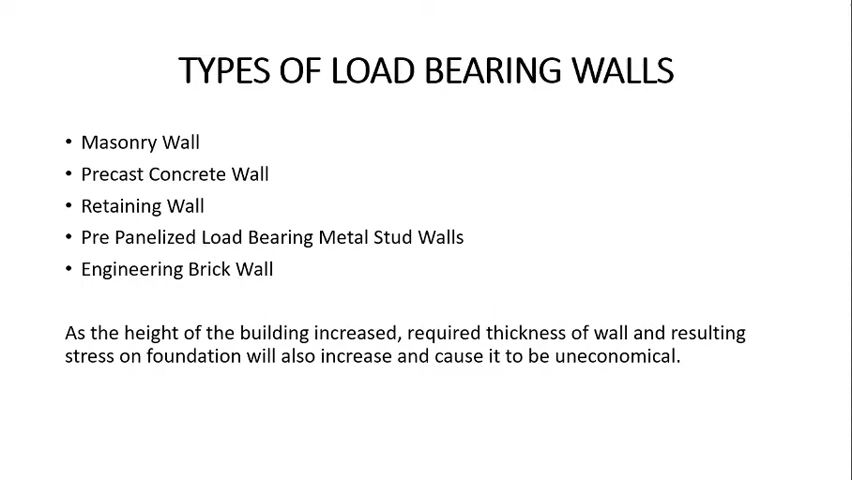 TYPES OF LOAD BEARING WALLS
• Masonry Wall
• Precast Concrete Wall
• Retaining Wall
• Pre Panelized Load Bearing Metal Stud Walls
• Engineering Brick Wall
As the height of the building increased, required thickness of wall and resulting
stress on foundation will also increase and cause it to be uneconomical.